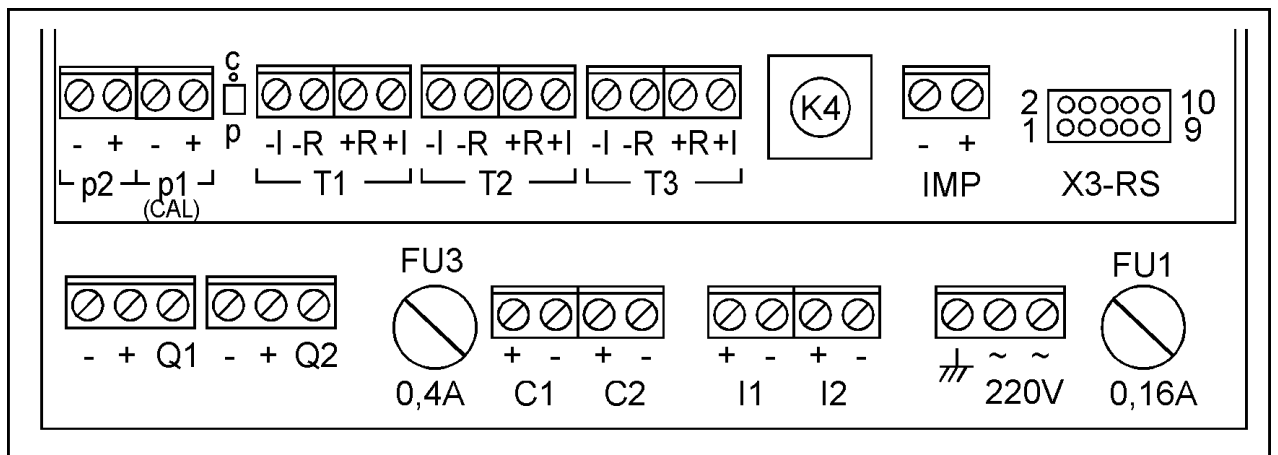 C
2 10
- + - + p -I -R +R+I -I -R +R+I -I -R +R+I K4 - + 1 9
p2 p1 T1 T2 T3 IMP X3-RS
(CAL)
FU3 FU1
- + Q1 - + Q2 + - + - + - + - ~ ~
0,4A C1 C2 I1 I2 220V 0,16A